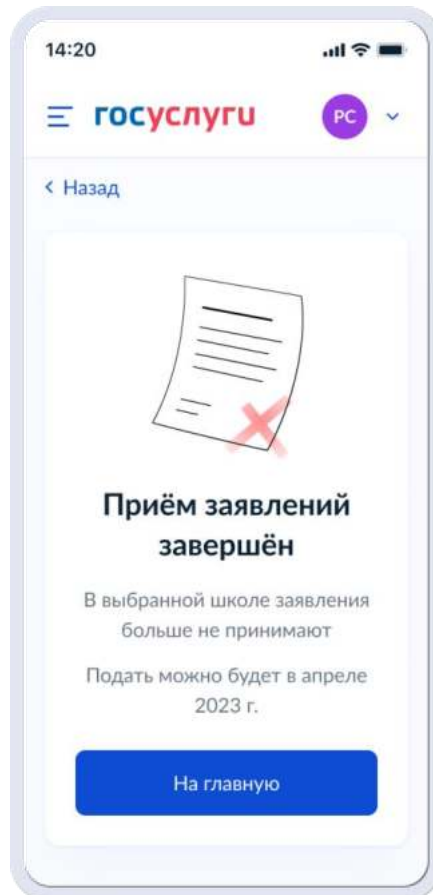 14:20
госуслуги
РС
Назад
Приём заявлений
завершён
В выбранной школе заявления
больше не принимают
Подать можно будет в апреле
2023 г.
На главную